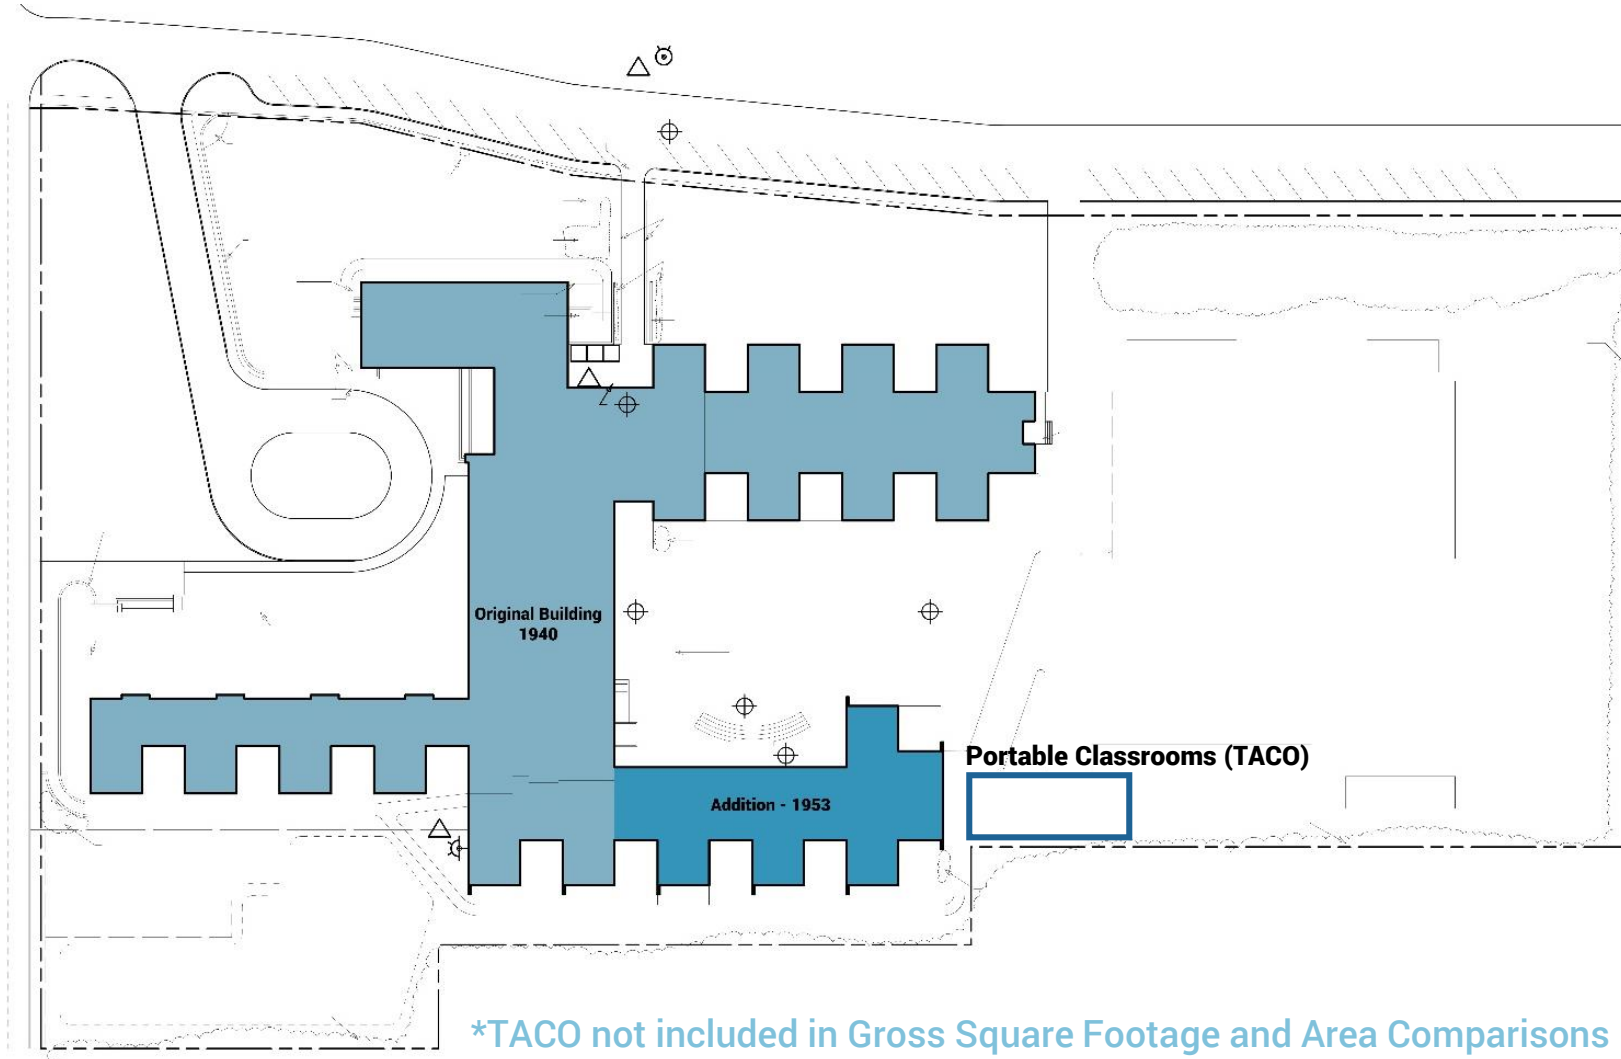 Original Building
1940
Portable Classrooms (TACO)
Addition - 1953
*TACO not included in Gross Square Footage and Area Comparisons